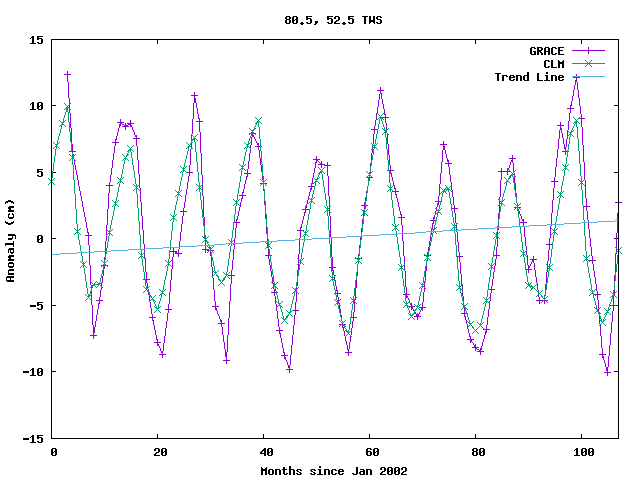 80.5, 52.5 TWS
GRACE
CLM
Trend Line
15
10
5
0
-5
-10
-15
Anomaly (cm)
0 20 40 60 80 100
Months since Jan 2002